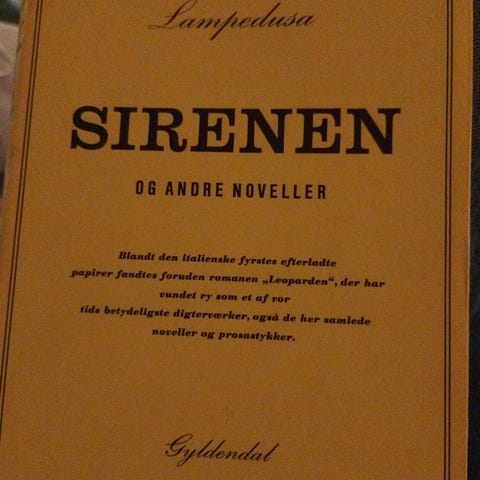 Lampedusa
SIRENEN
OG ANDRE NOVELLER
Blandt den italienske fyrstes efterladte
papirer fandtes foruden romanen „Leoparden“, der har
vundet ry som et af vor
tids betydeligste digterværker, også de her samlede
noveller og prosastykker.
Gyldendal